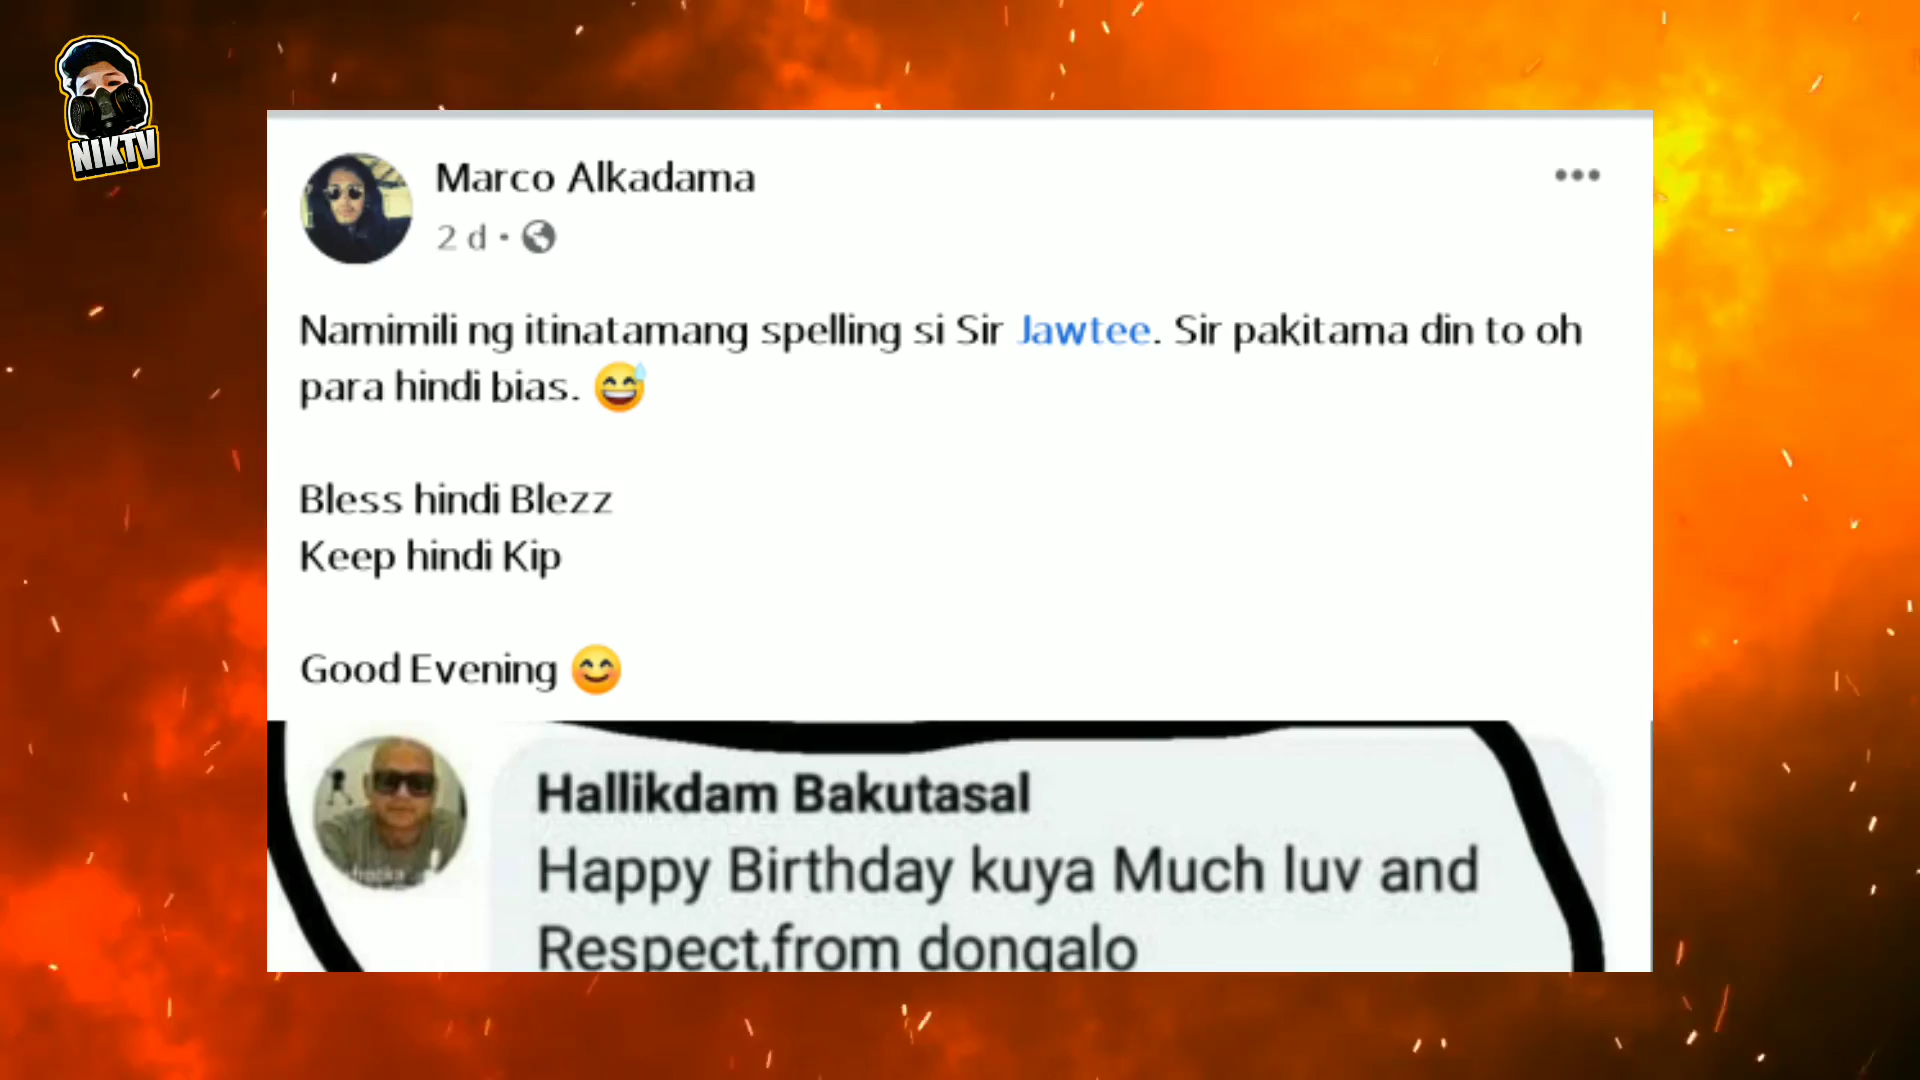 NIKTV
Marco Alkadama
2 d
Namimili ng itinatamang spelling si Sir Jawtee. Sir pakitama din to oh
para hindi bias. 😅
Bless hindi Blezz
Keep hindi Kip
Good Evening 😊
Hallikdam Bakutasal
Happy Birthday kuya Much luv and
Respect,from dongalo